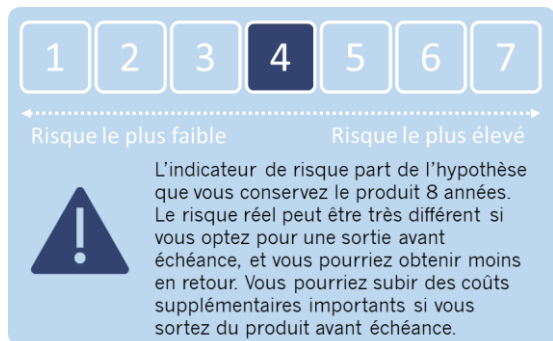 1 2 3 4 5 6 7
Risque le plus faible Risque le plus élevé
L'indicateur de risque part de l'hypothèse
que vous conservez le produit 8 années.
Le risque réel peut être très différent si
vous optez pour une sortie avant
échéance, et vous pourriez obtenir moins
en retour. Vous pourriez subir des coûts
supplémentaires importants si vous
sortez du produit avant échéance.